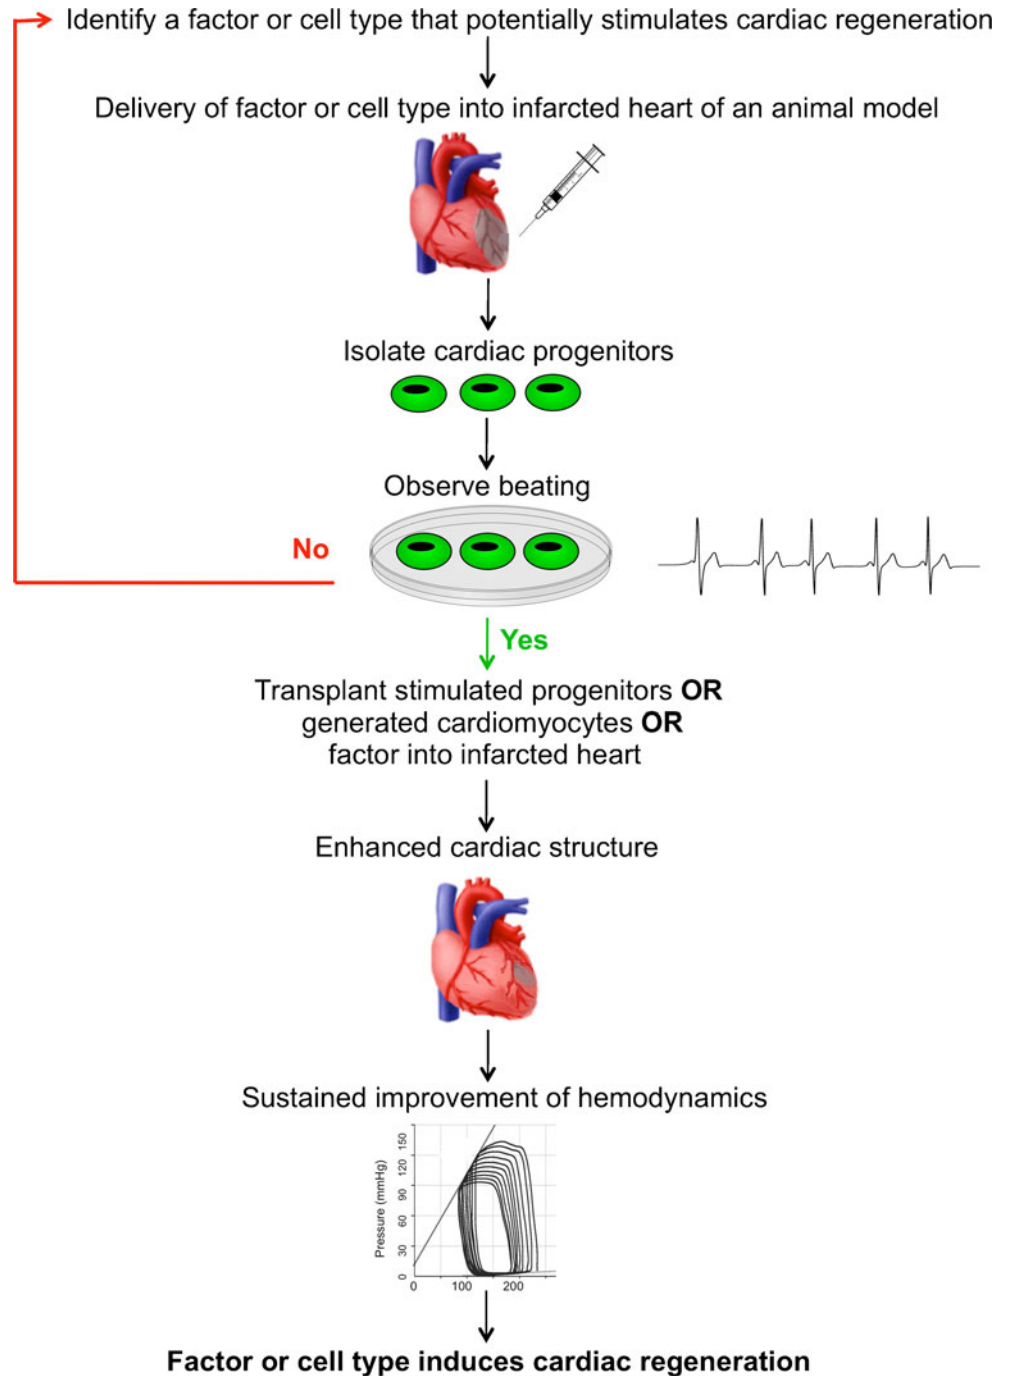 Identify a factor or cell type that potentially stimulates cardiac regeneration
Delivery of factor or cell type into infarcted heart of an animal model
Isolate cardiac progenitors
Observe beating
No
Yes
Transplant stimulated progenitors OR
generated cardiomyocytes OR
factor into infarcted heart
Enhanced cardiac structure
Sustained improvement of hemodynamics
Pressure (mmHg)
150
120
90
60
30
0
0 100 200
Factor or cell type induces cardiac regeneration